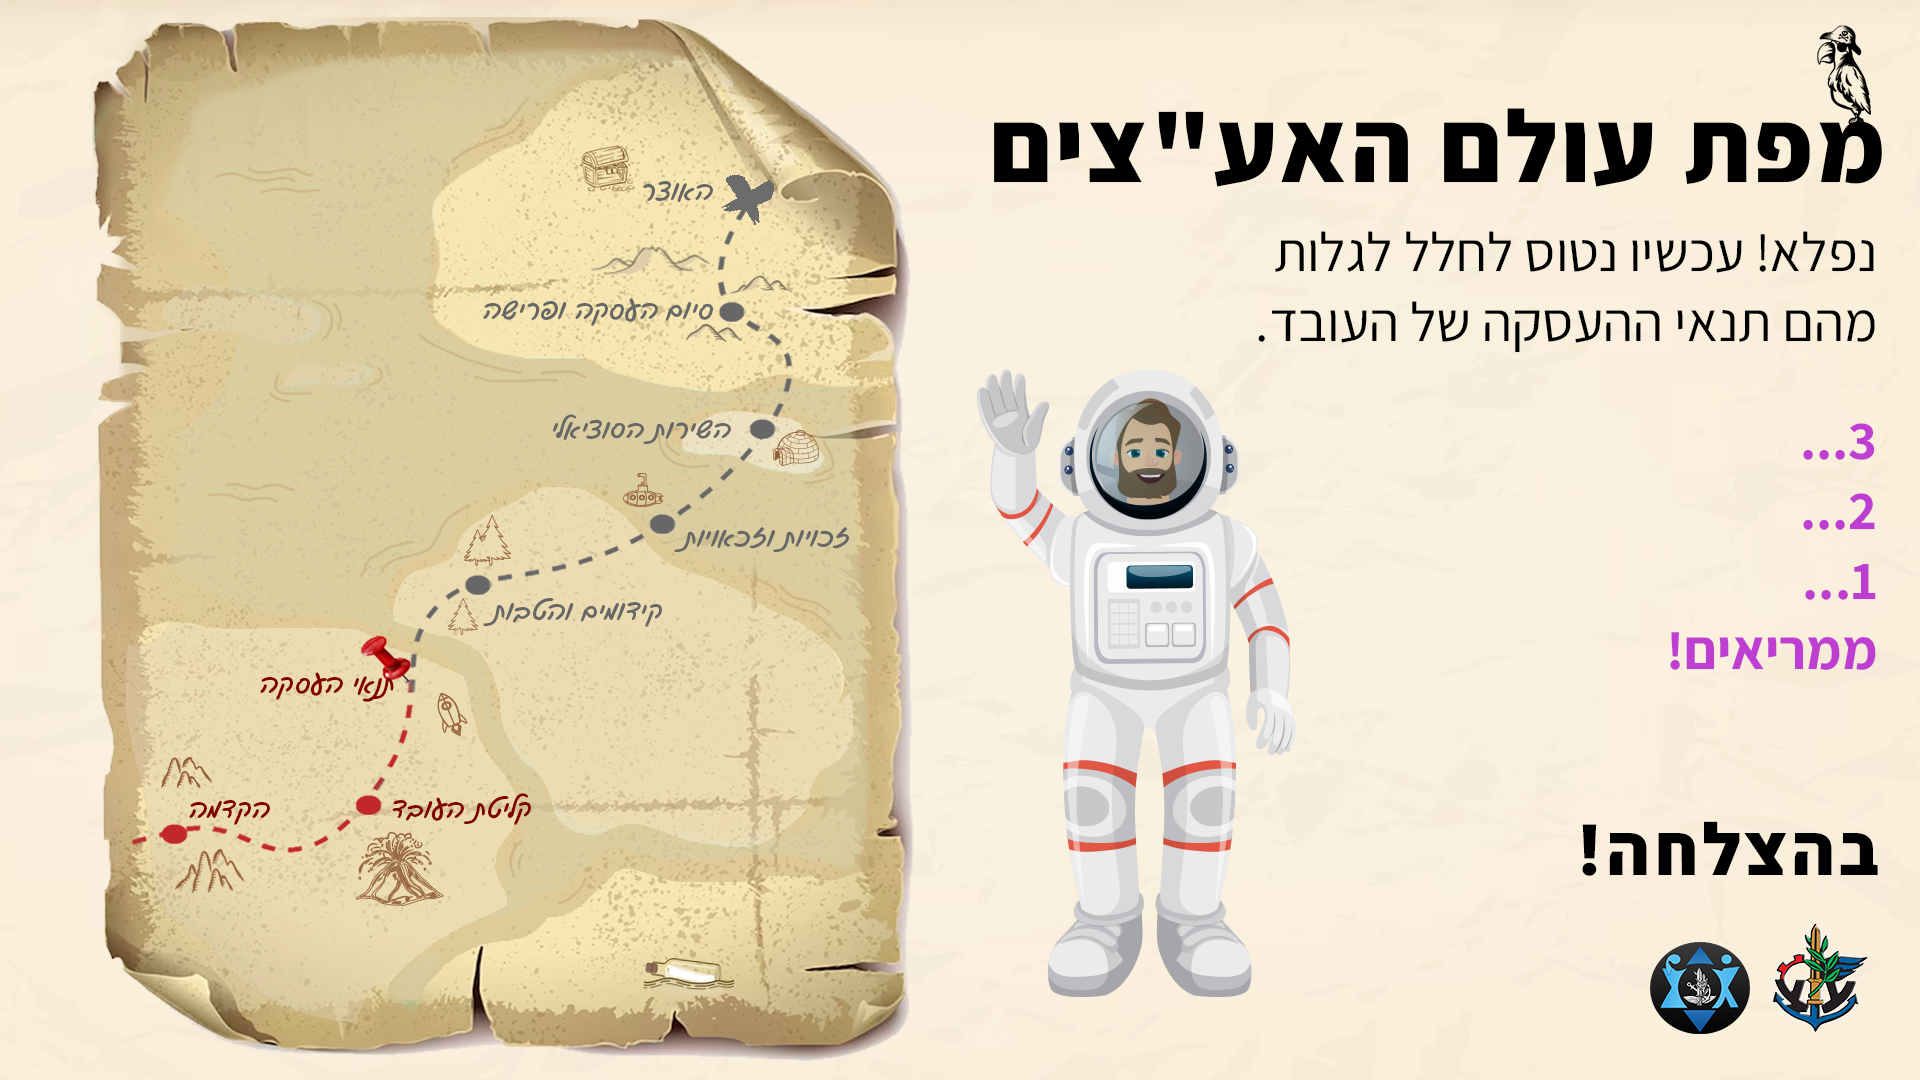 מפת עולם האע"צים
נפלא! עכשיו נטוס לחלל לגלות
מהם תנאי ההעסקה של העובד.
3...
2...
1...
ממריאים!
בהצלחה!
האוצר
סיום העסקה ופרישה
השירות הסוציאלי
זכויות וזכאויות
קידומים והטבות
תנאי העסקה
קליטת העובד
הקדמה